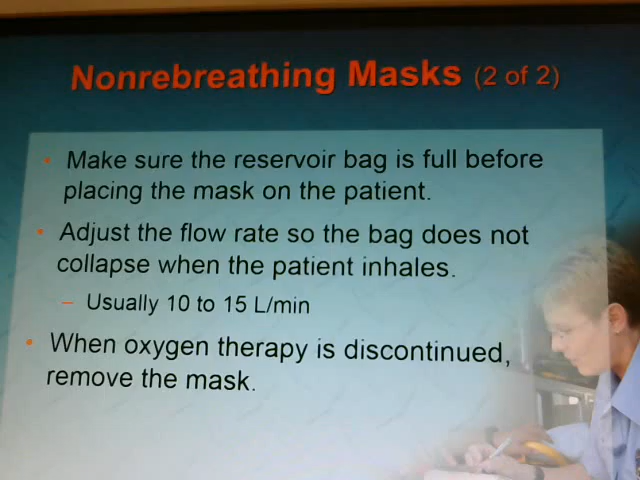 Nonrebreathing Masks (2 of 2)
• Make sure the reservoir bag is full before
placing the mask on the patient.
• Adjust the flow rate so the bag does not
collapse when the patient inhales.
– Usually 10 to 15 L/min
• When oxygen therapy is discontinued,
remove the mask.